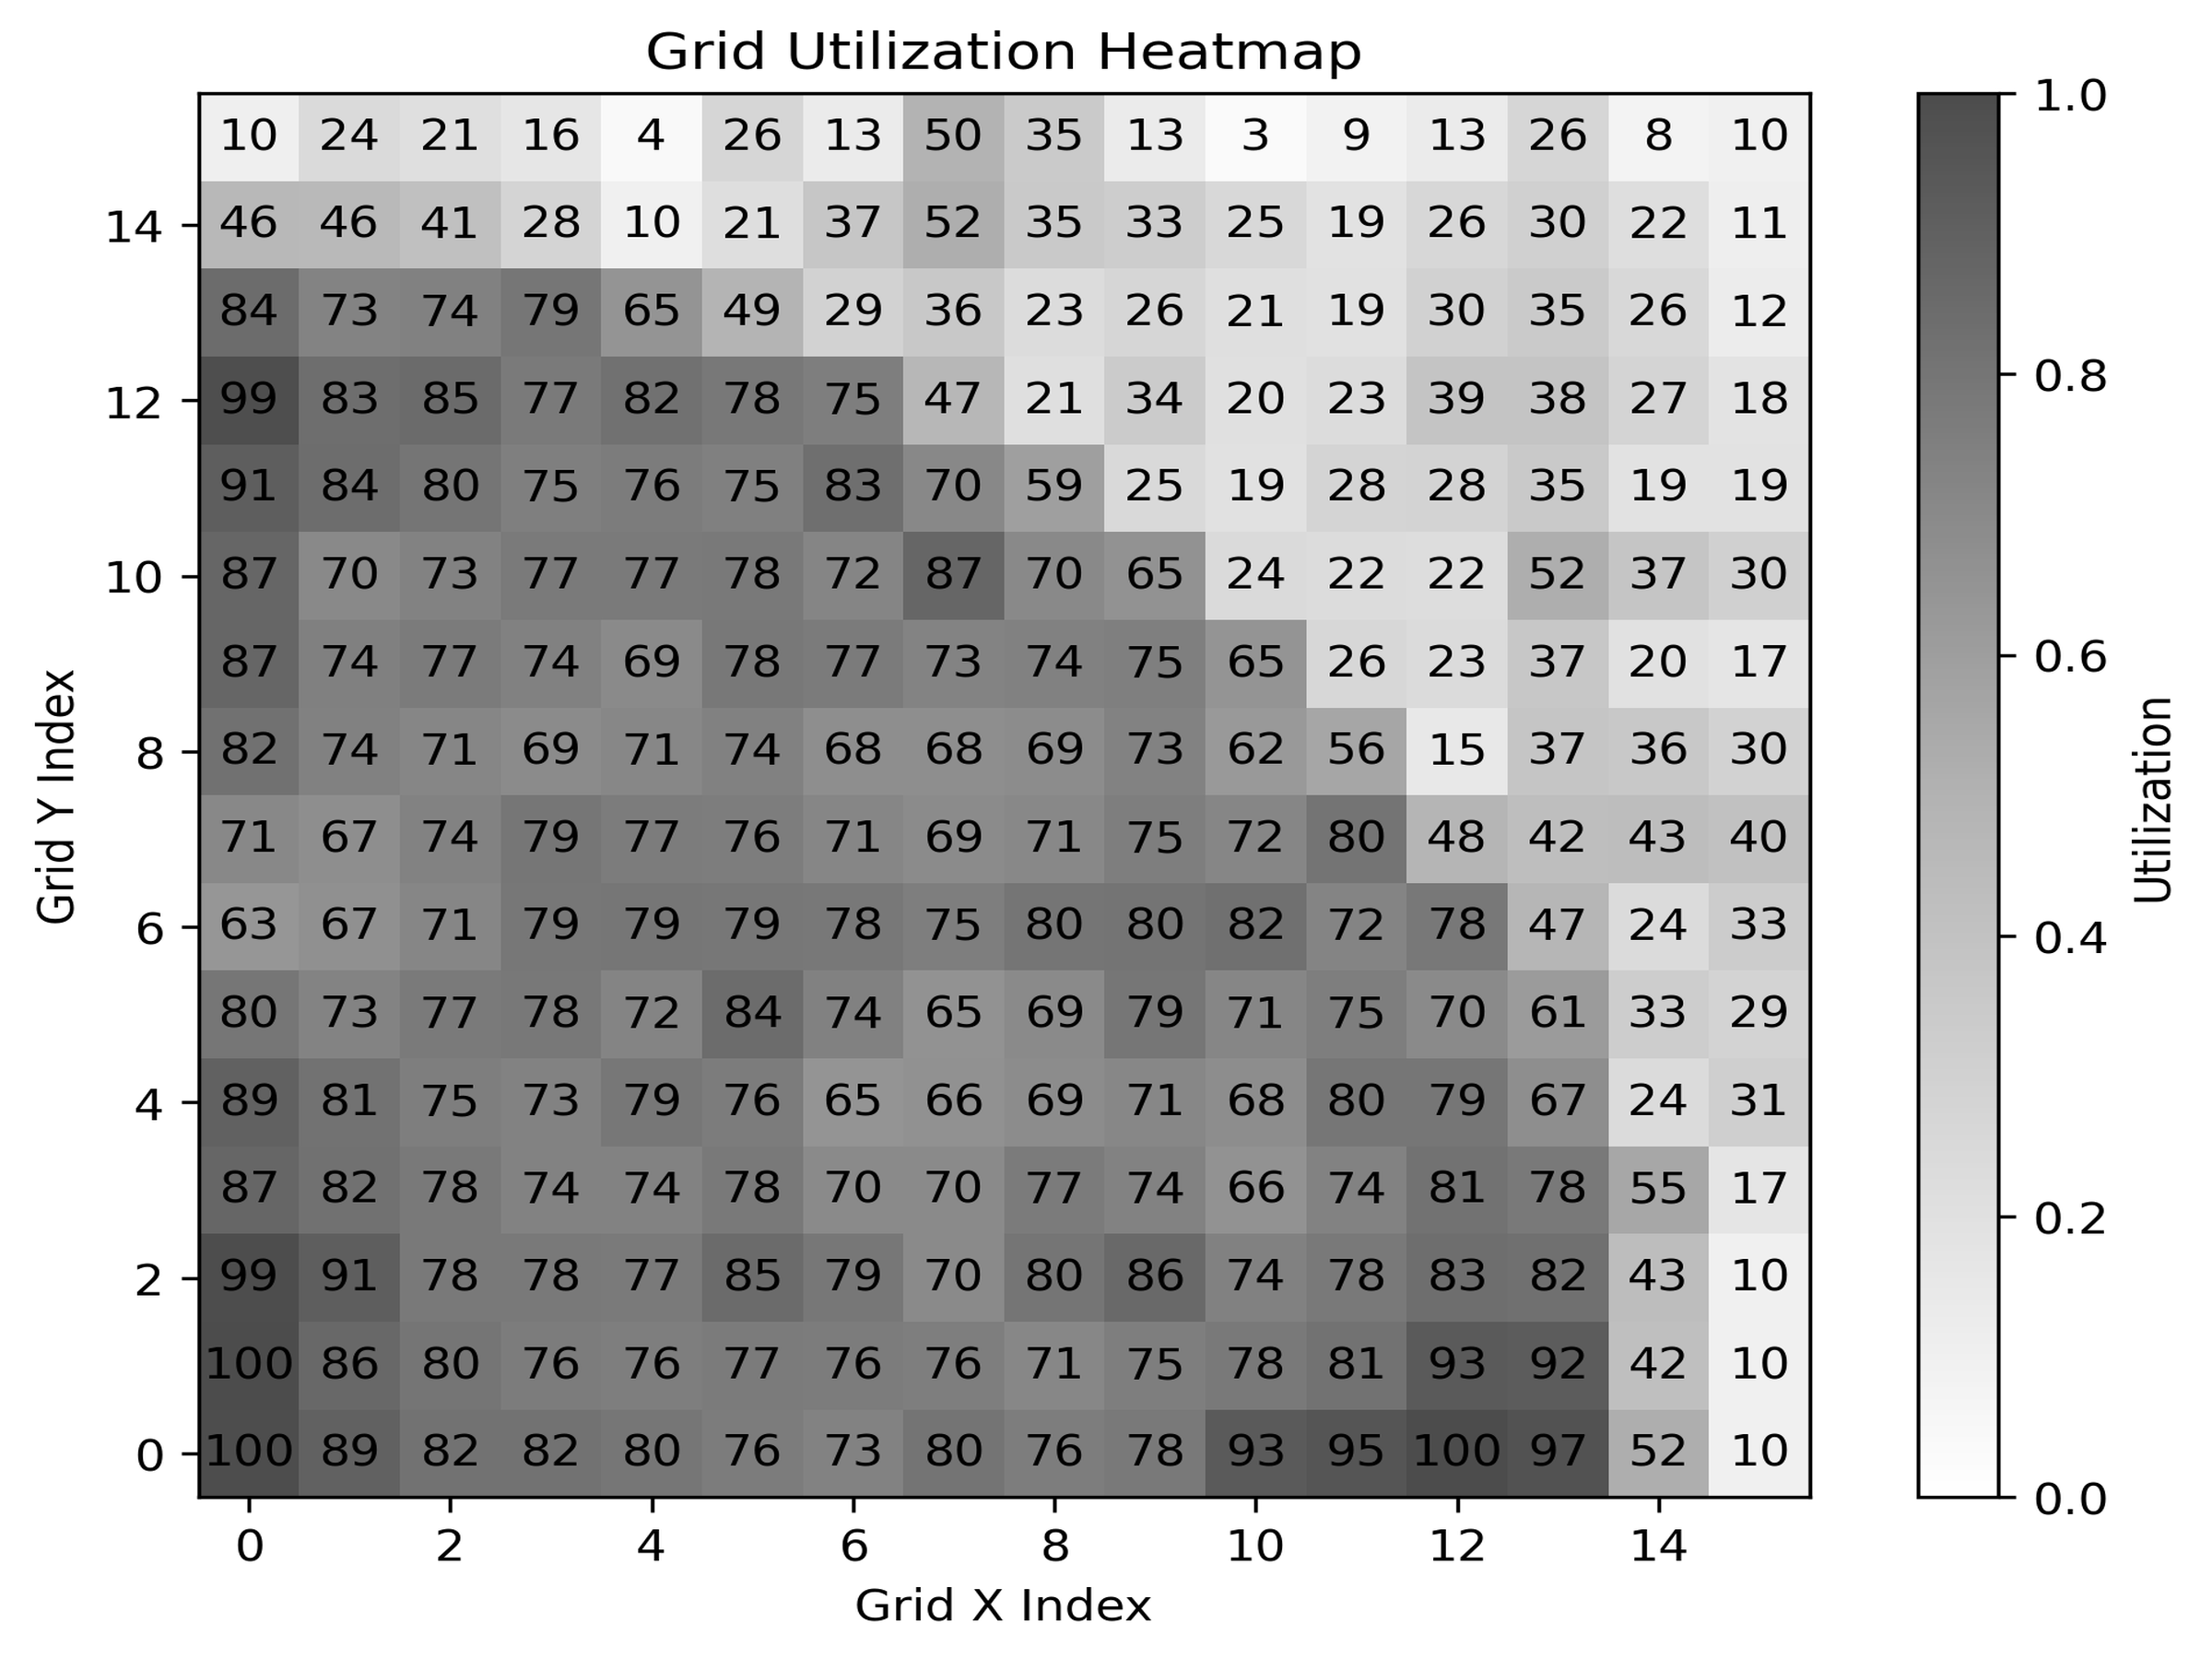 Grid Utilization Heatmap
10 24 21 16 4 26 13 50 35 13 3 9 13 26 8 10
14 46 46 41 28 10 21 37 52 35 33 25 19 26 30 22 11
84 73 74 79 65 49 29 36 23 26 21 19 30 35 26 12
12 99 83 85 77 82 78 75 47 21 34 20 23 39 38 27 18
91 84 80 75 76 75 83 70 59 25 19 28 28 35 19 19
10 87 70 73 77 77 78 72 87 70 65 24 22 22 52 37 30
87 74 77 74 69 78 77 73 74 75 65 26 23 37 20 17
8 82 74 71 69 71 74 68 68 69 73 62 56 15 37 36 30
71 67 74 79 77 76 71 69 71 75 72 80 48 42 43 40
6 63 67 71 79 79 79 78 75 80 80 82 72 78 47 24 33
80 73 77 78 72 84 74 65 69 79 71 75 70 61 33 29
4 89 81 75 73 79 76 65 66 69 71 68 80 79 67 24 31
87 82 78 74 74 78 70 70 77 74 66 74 81 78 55 17
2 99 91 78 78 77 85 79 70 80 86 74 78 83 82 43 10
100 86 80 76 76 77 76 76 71 75 78 81 93 92 42 10
0 100 89 82 82 80 76 73 80 76 78 93 95 100 97 52 10
0 2 4 6 8 10 12 14
Grid X Index
Grid Y Index
1.0
0.8
0.6
0.4
0.2
0.0
Utilization